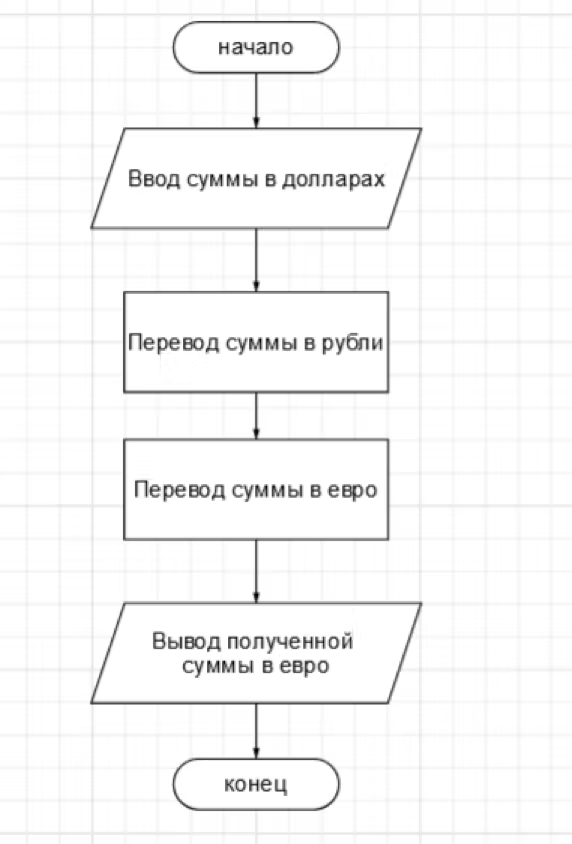 начало
Ввод суммы в долларах
Перевод суммы в рубли
Перевод суммы в евро
Вывод полученной
суммы в евро
конец